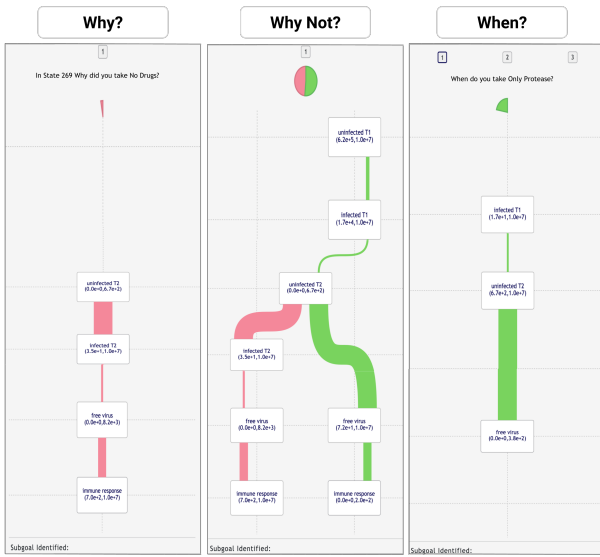 Why?
1
In State 269 Why did you take No Drugs?
uninfected T2
(0.0e+0,6.7e+2)
infected T2
(3.5e+1,1.0e+7)
free virus
(0.0e+0,8.2e+3)
immune response
(7.0e+2,1.0e+7)
Subgoal Identified:
Why Not?
1
uninfected T1
(6.2e+5,1.0e+7)
infected T1
(1.7e+4,1.0e+7)
uninfected T2
(0.0e+0,6.7e+2)
infected T2
(3.5e+1,1.0e+7)
free virus
(0.0e+0,8.2e+3)
free virus
(7.2e+1,1.0e+7)
immune response
(7.0e+2,1.0e+7)
immune response
(0.0e+0,2.0e+2)
Subgoal Identified:
When?
1 2 3
When do you take Only Protease?
infected T1
(1.7e+1,1.0e+7)
uninfected T2
(6.7e+2,1.0e+7)
free virus
(0.0e+0,3.8e+2)
Subgoal Identified: